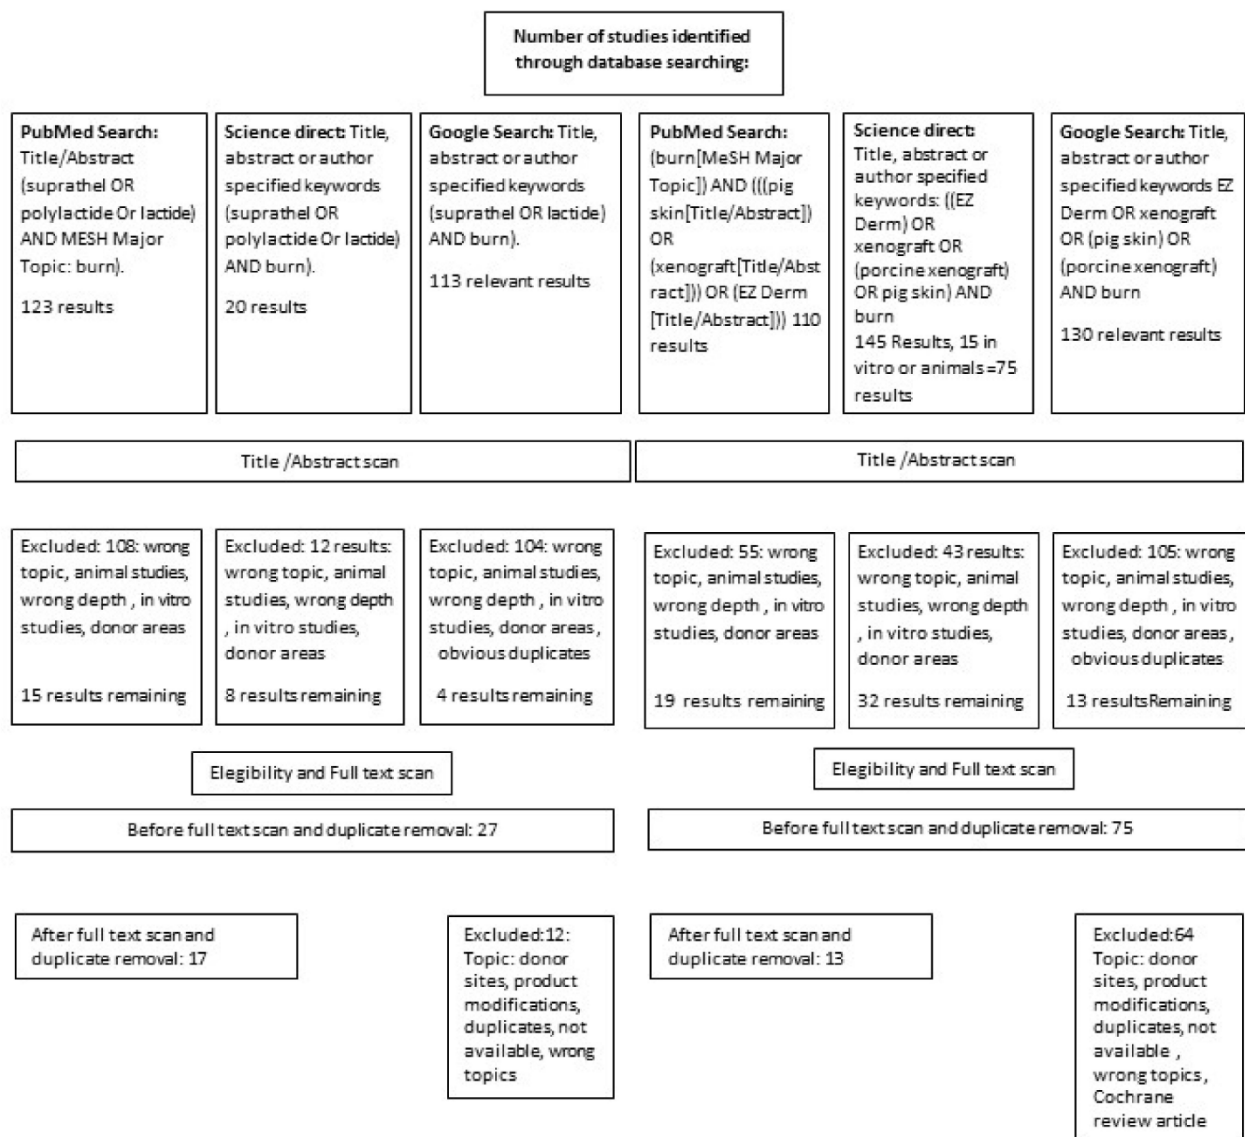 Number of studies identified
through database searching:
PubMed Search:
Title/Abstract
(suprathel OR
polylactide Or lactide)
AND MESH Major
Topic: burn).
123 results
Science direct: Title,
abstract or author
specified keywords
(suprathel OR
polylactide Or lactide)
AND burn).
20 results
Google Search: Title,
abstract or author
specified keywords
(suprathel OR lactide)
AND burn).
113 relevant results
PubMed Search:
(burn[MeSH Major
Topic]) AND (((pig
skin[Title/Abstract])
OR
(xenograft[Title/Abst
ract])) OR (EZ Derm
[Title/Abstract])) 110
results
Science direct:
Title, abstract or
author specified
keywords: ((EZ
Derm) OR
xenograft OR
(porcine xenograft)
OR pig skin) AND
burn
145 Results, 15 in
vitro or animals =75
results
Google Search: Title,
abstract or author
specified keywords EZ
Derm OR xenograft
OR (pig skin) OR
(porcine xenograft)
AND burn
130 relevant results
Title /Abstract scan
Title /Abstract scan
Excluded: 108: wrong
topic, animal studies,
wrong depth , in vitro
studies, donor areas
15 results remaining
Excluded: 12 results:
wrong topic, animal
studies, wrong depth
, in vitro studies,
donor areas
8 results remaining
Excluded: 104: wrong
topic, animal studies,
wrong depth , in vitro
studies, donor areas ,
obvious duplicates
4 results remaining
Excluded: 55: wrong
topic, animal studies,
wrong depth , in vitro
studies, donor areas
19 results remaining
Excluded: 43 results:
wrong topic, animal
studies, wrong depth
, in vitro studies,
donor areas
32 results remaining
Excluded: 105: wrong
topic, animal studies,
wrong depth , in vitro
studies, donor areas ,
obvious duplicates
13 resultsRemaining
Elegibility and Full text scan
Elegibility and Full text scan
Before full text scan and duplicate removal: 27
Before full text scan and duplicate removal: 75
After full text scan and
duplicate removal: 17
Excluded:12:
Topic: donor
sites, product
modifications,
duplicates, not
available, wrong
topics
After full text scan and
duplicate removal: 13
Excluded:64
Topic: donor
sites, product
modifications,
duplicates, not
available ,
wrong topics ,
Cochrane
review article